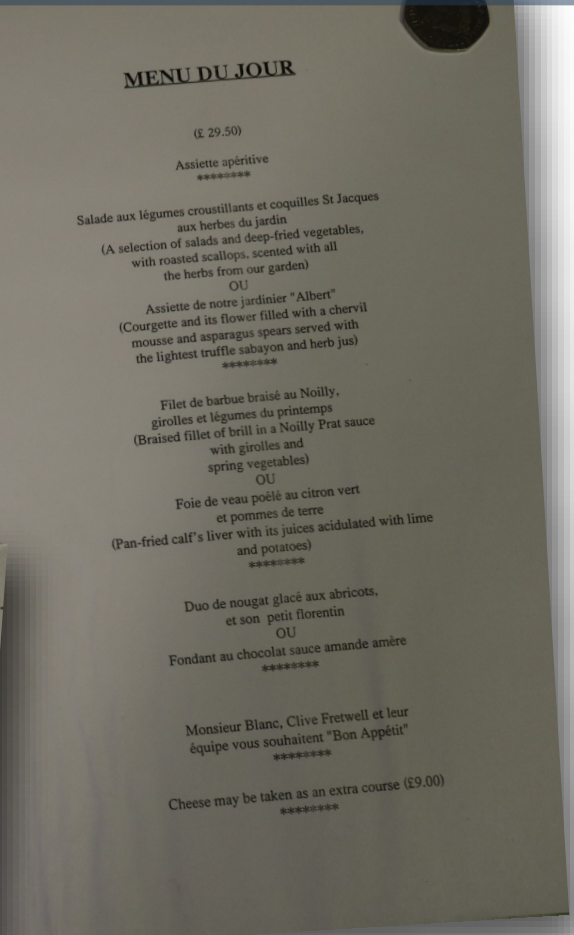 MENU DU JOUR
(£ 29.50)
Assiette apéritive
********
Salade aux légumes croustillants et coquilles St Jacques
aux herbes du jardin
(A selection of salads and deep-fried vegetables,
with roasted scallops, scented with all
the herbs from our garden)
OU
Assiette de notre jardinier "Albert"
(Courgette and its flower filled with a chervil
mousse and asparagus spears served with
the lightest truffle sabayon and herb jus)
********
Filet de barbue braisé au Noilly,
girolles et légumes du printemps
(Braised fillet of brill in a Noilly Prat sauce
with girolles and
spring vegetables)
OU
Foie de veau poêlé au citron vert
et pommes de terre
(Pan-fried calf's liver with its juices acidulated with lime
and potatoes)
********
Duo de nougat glacé aux abricots,
et son petit florentin
OU
Fondant au chocolat sauce amande amère
********
Monsieur Blanc, Clive Fretwell et leur
équipe vous souhaitent "Bon Appétit"
********
Cheese may be taken as an extra course (£9.00)
********